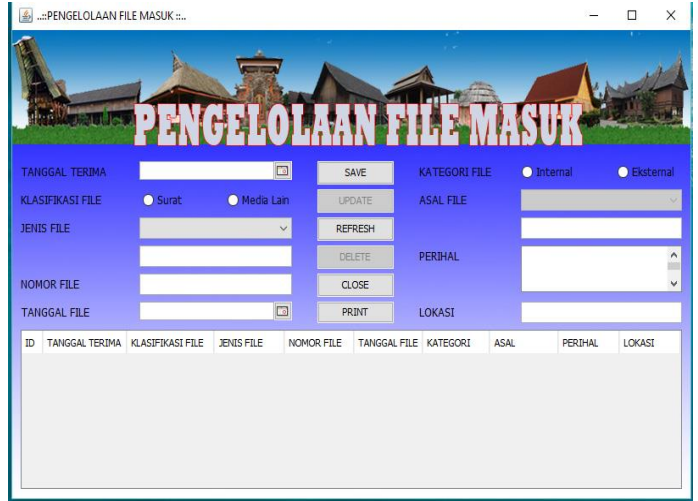 ..::PENGELOLAAN FILE MASUK ::..
PENGELOLAAN FILE MASUK
TANGGAL TERIMA SAVE KATEGORI FILE Internal Eksternal
KLASIFIKASI FILE Surat Media Lain UPDATE ASAL FILE
JENIS FILE REFRESH
DELETE PERIHAL
NOMOR FILE CLOSE
TANGGAL FILE PRINT LOKASI
ID TANGGAL TERIMA KLASIFIKASI FILE JENIS FILE NOMOR FILE TANGGAL FILE KATEGORI ASAL PERIHAL LOKASI